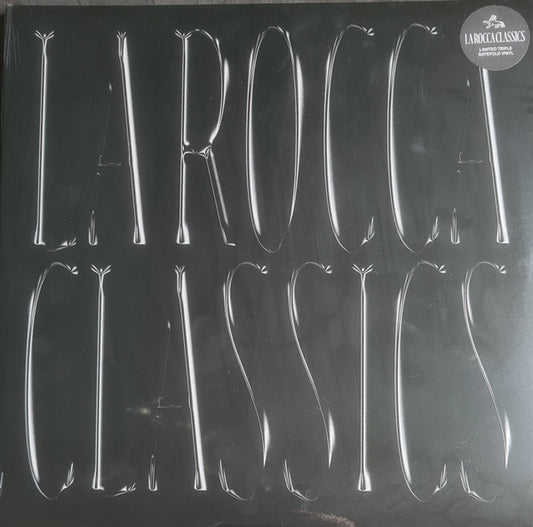 LA ROCCA
CLASSICS
LA ROCCA CLASSICS
LIMITED TRIPLE
GATEFOLD VINYL